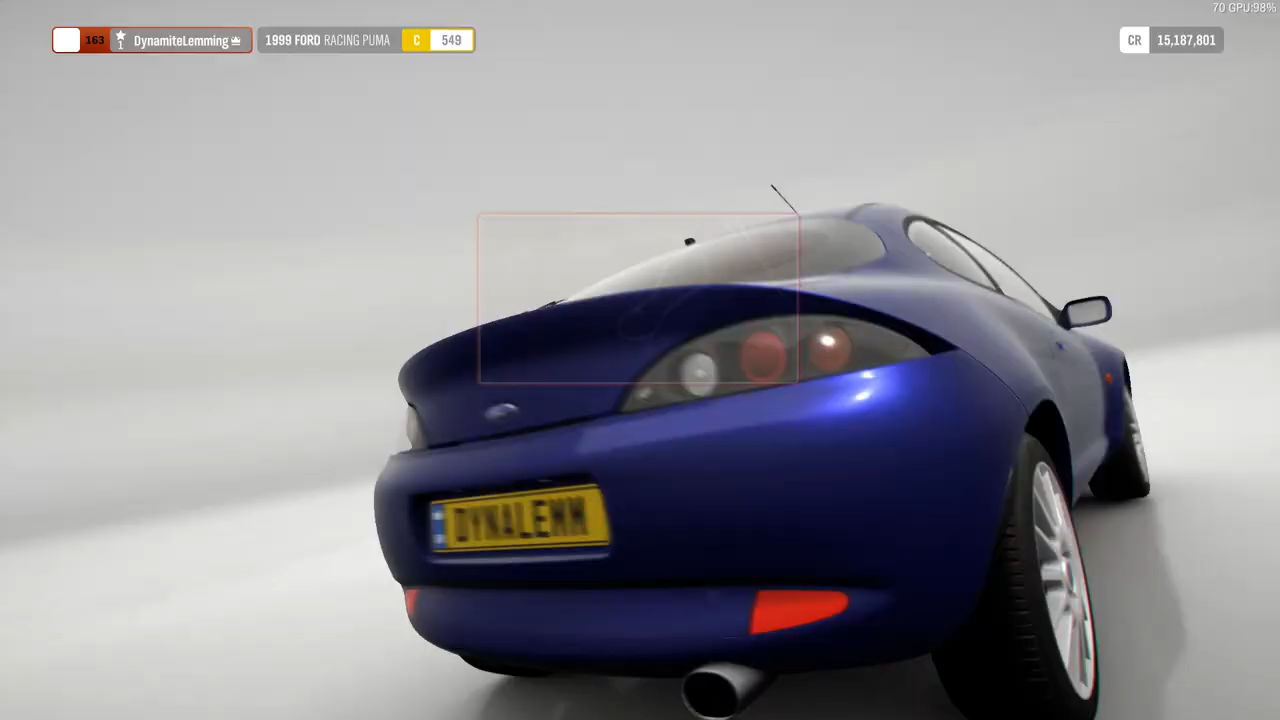 70 GPU:98%
163 1 DynamiteLemming 1999 FORD RACING PUMA C 549 CR 15,187,801
DYNALEMM